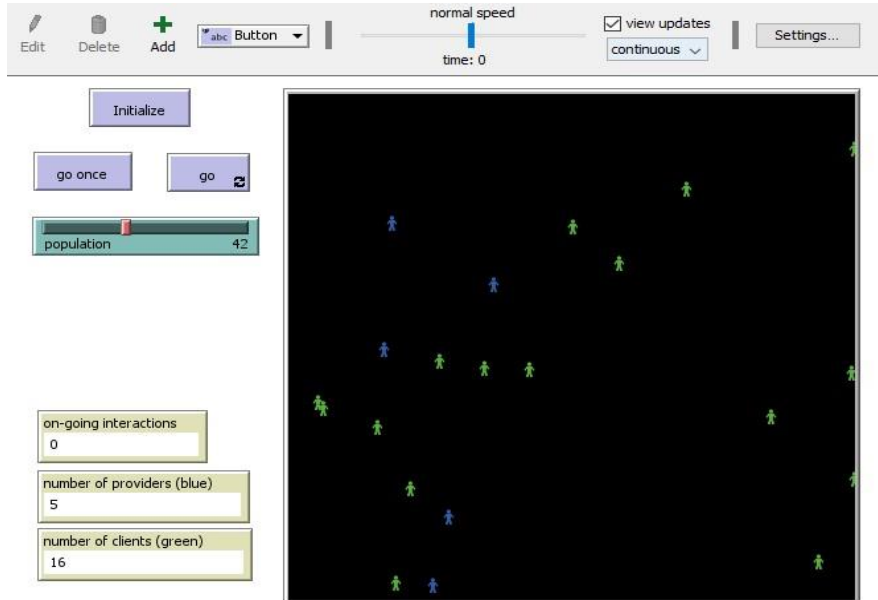 normal speed
view updates
Edit Delete Add abc Button continuous Settings...
time: 0
Initialize
go once go
population 42
on-going interactions
0
number of providers (blue)
5
number of clients (green)
16